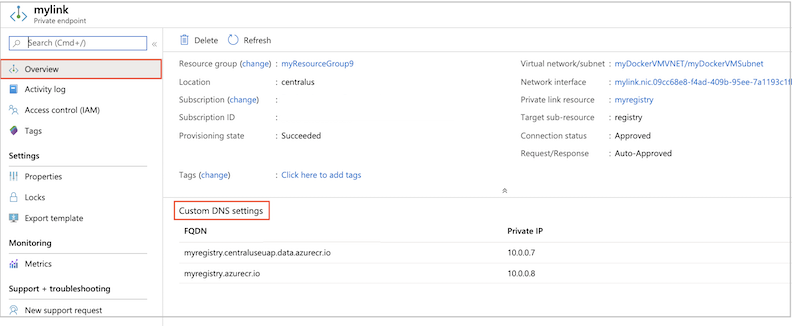 mylink
Private endpoint
Search (Cmd+/)
«
Overview
Activity log
Access control (IAM)
Tags
Settings
Properties
Locks
Export template
Monitoring
Metrics
Support + troubleshooting
New support request
Delete Refresh
Resource group (change) : myResourceGroup9
Location : centralus
Subscription (change) :
Subscription ID :
Provisioning state : Succeeded
Tags (change) : Click here to add tags
Virtual network/subnet : myDockerVMVNET/myDockerVMSubnet
Network interface : mylink.nic.09cc68e8-f4ad-409b-95ee-7a1193c1f
Private link resource : myregistry
Target sub-resource : registry
Connection status : Approved
Request/Response : Auto-Approved
Custom DNS settings
FQDN Private IP
myregistry.centraluseuap.data.azurecr.io 10.0.0.7
myregistry.azurecr.io 10.0.0.8